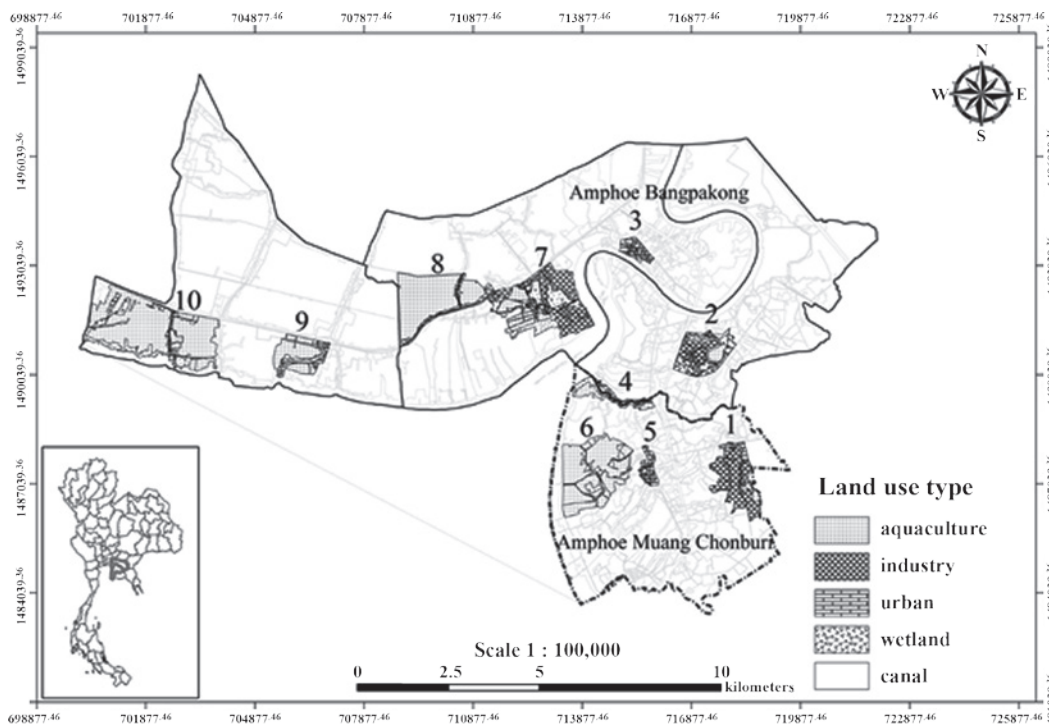 698877.46 701877.46 704877.46 707877.46 710877.46 713877.46 716877.46 719877.46 722877.46 725877.46
1499039.36
1496039.36
1493039.36
1490039.36
1487039.36
1484039.36
N
W E
S
Amphoe Bangpakong
3
8 7
10
9
2
4
6 5 1
Amphoe Muang Chonburi
Land use type
aquaculture
industry
urban
wetland
canal
Scale 1 : 100,000
0 2.5 5 10
kilometers
698877.46 701877.46 704877.46 707877.46 710877.46 713877.46 716877.46 719877.46 722877.46 725877.46